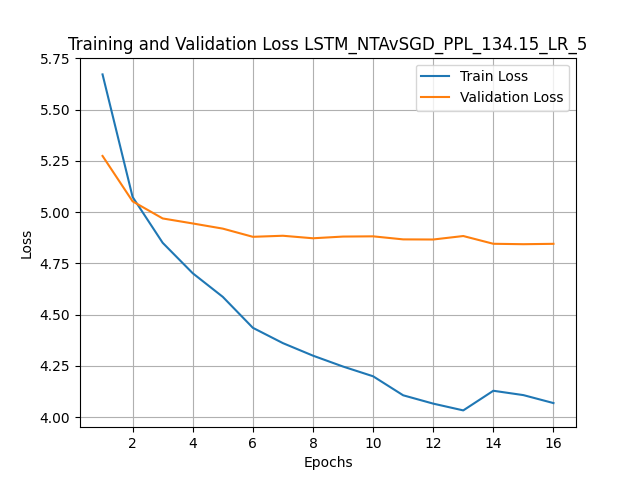 Training and Validation Loss LSTM_NTAvSGD_PPL_134.15_LR_5
Train Loss
Validation Loss
5.75
5.50
5.25
5.00
4.75
4.50
4.25
4.00
Loss
2 4 6 8 10 12 14 16
Epochs